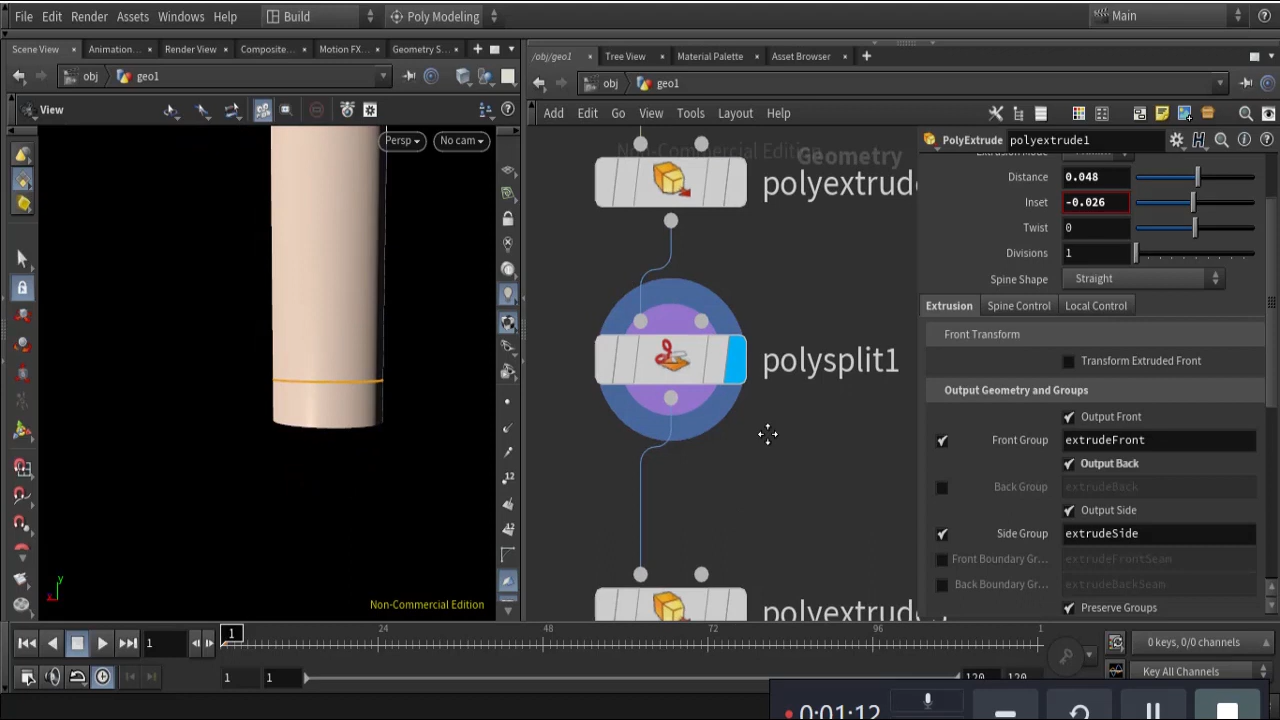 File Edit Render Assets Windows Help Build Poly Modeling Main
Scene View Animation... Render View Composite... Motion FX... Geometry S...
/obj/geo1 Tree View Material Palette Asset Browser
obj geo1
obj geo1
View
Add Edit Go View Tools Layout Help
Persp No cam
Non-Commercial Edition
Geometry
PolyExtrude polyextrude1
Distance 0.048
Inset -0.026
Twist 0
Divisions 1
Spine Shape Straight
Extrusion Spine Control Local Control
Front Transform
Transform Extruded Front
Output Geometry and Groups
Output Front
Front Group extrudeFront
Output Back
Back Group extrudeBack
Output Side
Side Group extrudeSide
Front Boundary Gr... extrudeFrontSeam
Back Boundary Gr... extrudeBackSeam
Preserve Groups
polyextrude
polysplit1
polyextrude
y
x
Non-Commercial Edition
1 1 24 48 72 96 1
0 keys, 0/0 channels
1 1 120 120
Key All Channels
0:01:12